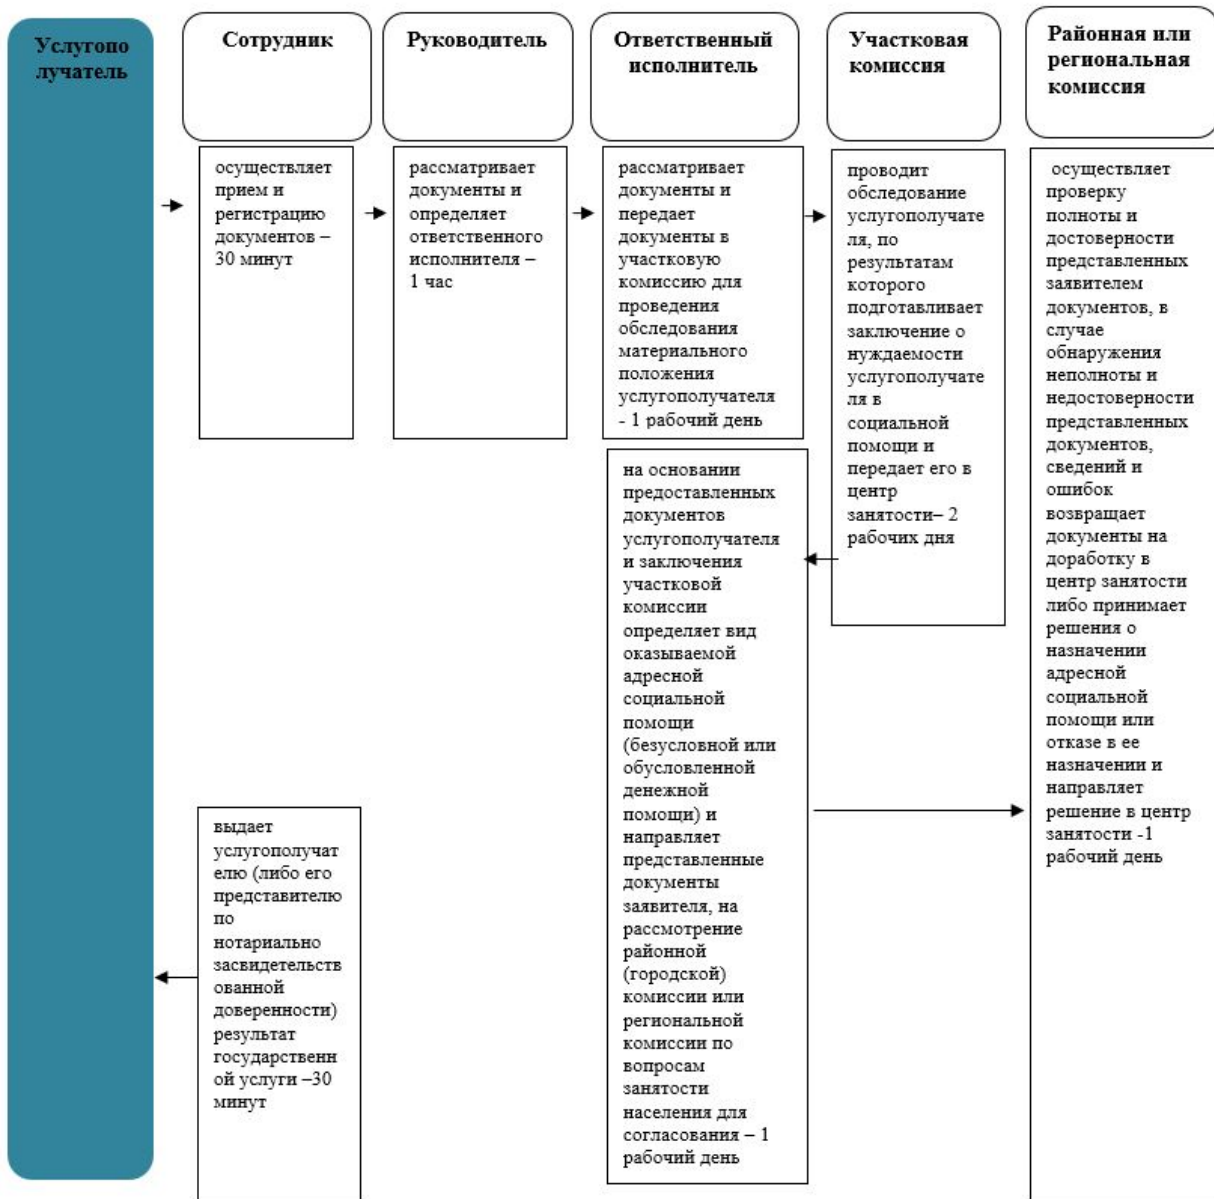 Услугопо
лучатель
Сотрудник
Руководитель
Ответственный
исполнитель
Участковая
комиссия
Районная или
региональная
комиссия
осуществляет
прием и
регистрацию
документов –
30 минут
рассматривает
документы и
определяет
ответственного
исполнителя –
1 час
рассматривает
документы и
передает
документы в
участковую
комиссию для
проведения
обследования
материального
положения
услугополучателя
- 1 рабочий день
проводит
обследование
услугополучате
ля, по
результатам
которого
подготавливает
заключение о
нуждаемости
услугополучате
ля в
социальной
помощи и
передает его в
центр
занятости– 2
рабочих дня
осуществляет
проверку
полноты и
достоверности
представленных
заявителем
документов, в
случае
обнаружения
неполноты и
недостоверности
представленных
документов,
сведений и
ошибок
возвращает
документы на
доработку в
центр занятости
либо принимает
решения о
назначении
адресной
социальной
помощи или
отказе в ее
назначении и
направляет
решение в центр
занятости -1
рабочий день
на основании
предоставленных
документов
услугополучателя
и заключения
участковой
комиссии
определяет вид
оказываемой
адресной
социальной
помощи
(безусловной или
обусловленной
денежной
помощи) и
направляет
представленные
документы
заявителя, на
рассмотрение
районной
(городской)
комиссии или
региональной
комиссии по
вопросам
занятости
населения для
согласования – 1
рабочий день
выдает
услугополучат
елю (либо его
представителю
по
нотариально
засвидетельств
ованной
доверенности)
результат
государственн
ой услуги –30
минут